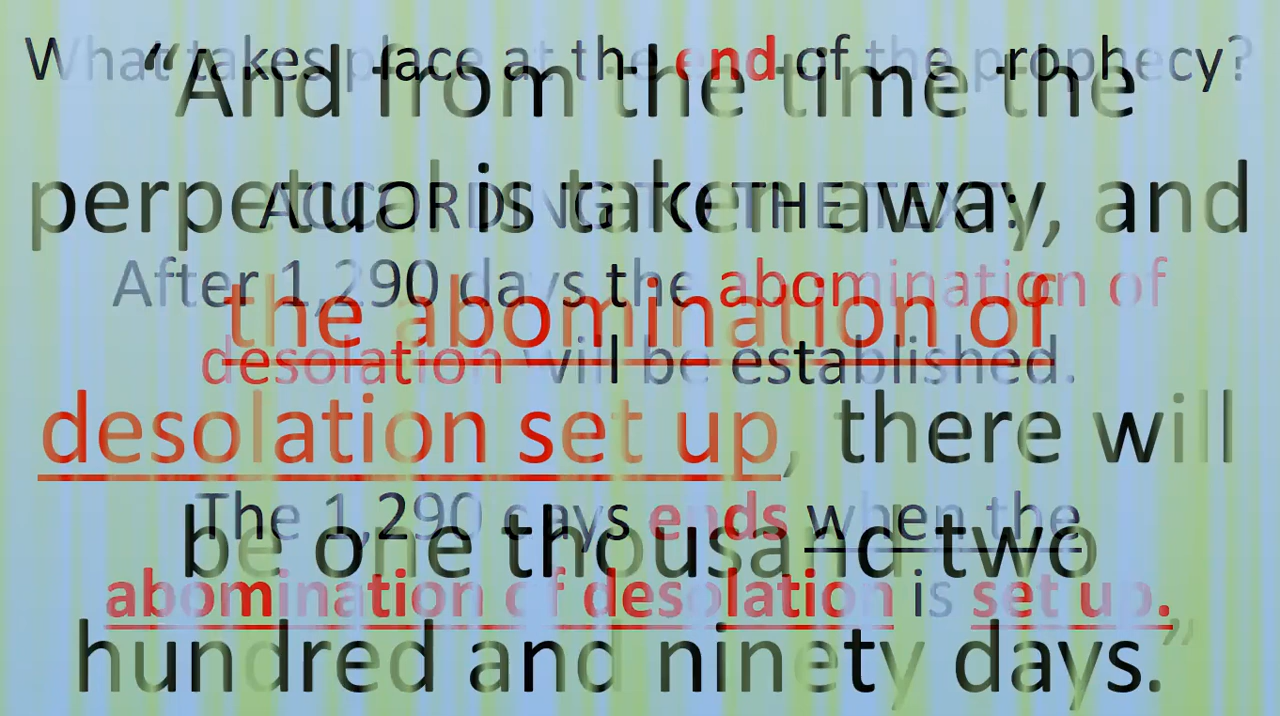 What takes place at the end of the prophecy?
“And from the time the
perpetual is taken away, and
ACCORDING TO THE TEXT:
After 1,290 days the abomination of
the abomination of
desolation will be established.
desolation set up, there will
The 1,290 days ends when the
be one thousand two
abomination of desolation is set up.
hundred and ninety days.”